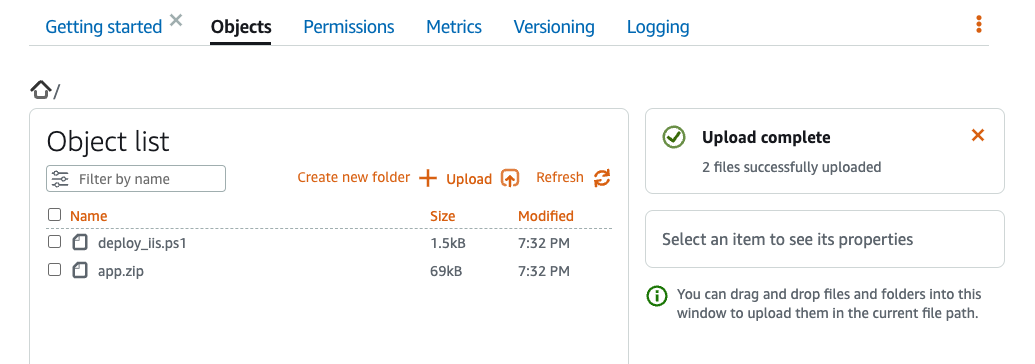 Getting started
Objects
Permissions
Metrics
Versioning
Logging
/
Object list
Filter by name
Create new folder
Upload
Refresh
Name Size Modified
deploy_iis.ps1 1.5kB 7:32 PM
app.zip 69kB 7:32 PM
Upload complete
2 files successfully uploaded
Select an item to see its properties
You can drag and drop files and folders into this
window to upload them in the current file path.